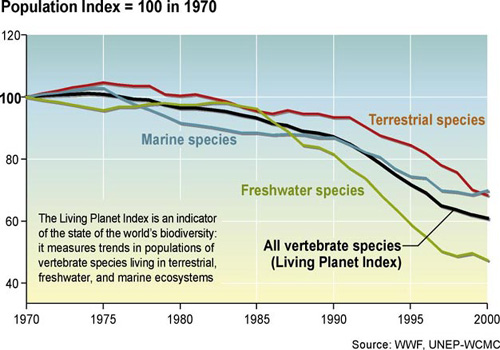 Population Index = 100 in 1970
120
100
80
60
40
Terrestrial species
Marine species
Freshwater species
All vertebrate species
(Living Planet Index)
The Living Planet Index is an indicator
of the state of the world's biodiversity:
it measures trends in populations of
vertebrate species living in terrestrial,
freshwater, and marine ecosystems
1970 1975 1980 1985 1990 1995 2000
Source: WWF, UNEP-WCMC